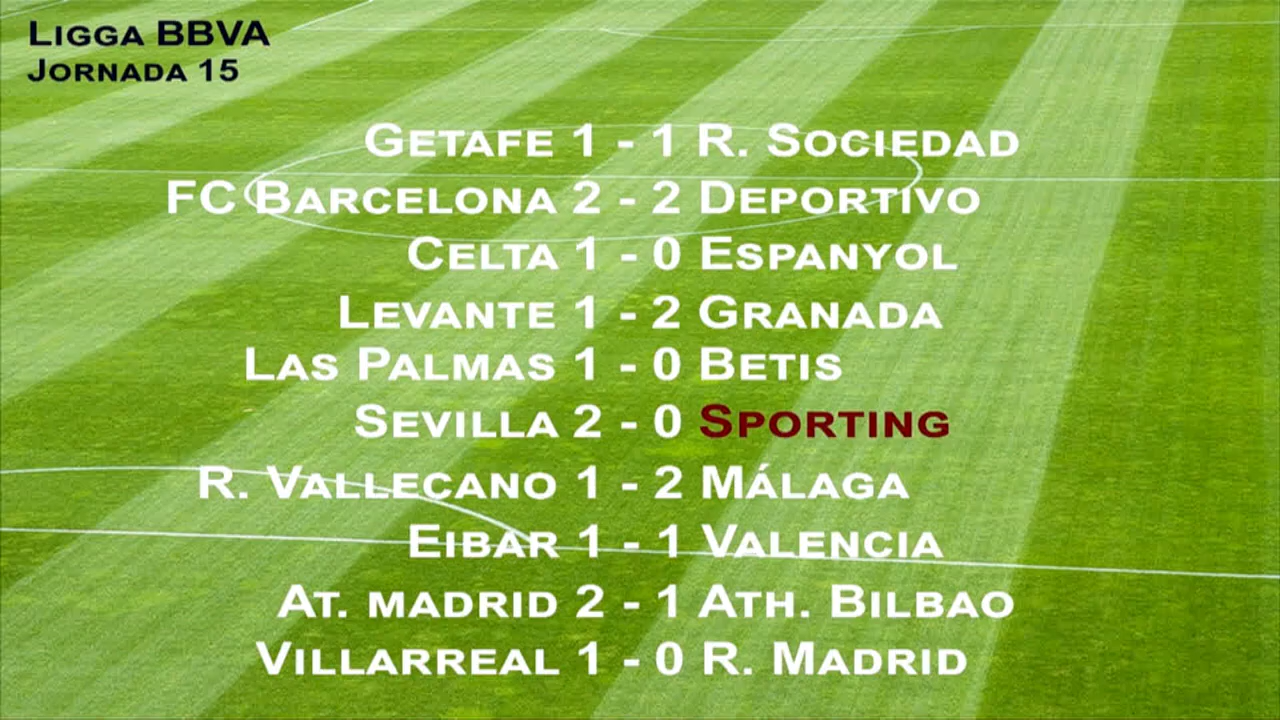 Ligga BBVA
Jornada 15
Getafe 1 - 1 R. Sociedad
FC Barcelona 2 - 2 Deportivo
Celta 1 - 0 Espanyol
Levante 1 - 2 Granada
Las Palmas 1 - 0 Betis
Sevilla 2 - 0 Sporting
R. Vallecano 1 - 2 Málaga
Eibar 1 - 1 Valencia
At. madrid 2 - 1 Ath. Bilbao
Villarreal 1 - 0 R. Madrid